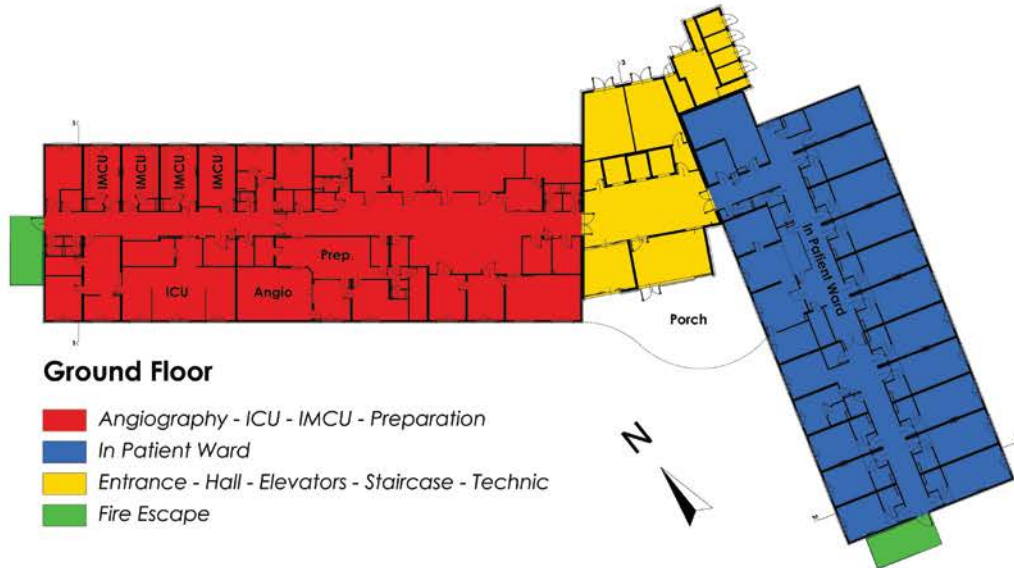 IMCU
IMCU
IMCU
IMCU
Prep.
ICU
Angio
In Patient Ward
Porch
Ground Floor
Angiography - ICU - IMCU - Preparation
In Patient Ward
Entrance - Hall - Elevators - Staircase - Technic
Fire Escape
N